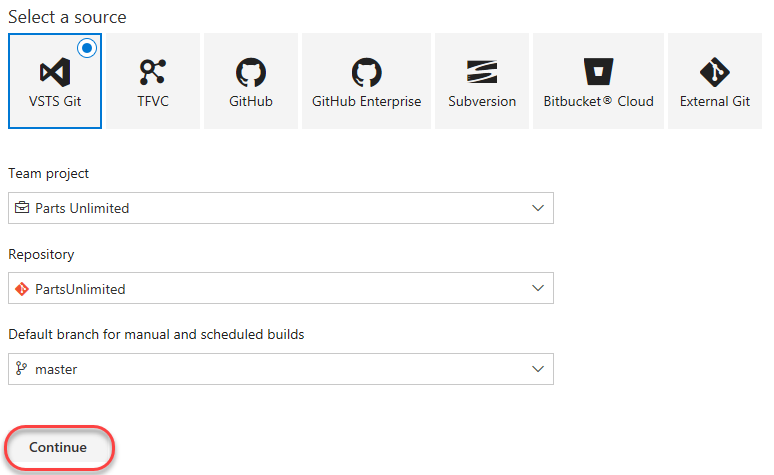 Select a source
VSTS Git
TFVC
GitHub
GitHub Enterprise
Subversion
Bitbucket® Cloud
External Git
Team project
Parts Unlimited
Repository
PartsUnlimited
Default branch for manual and scheduled builds
master
Continue